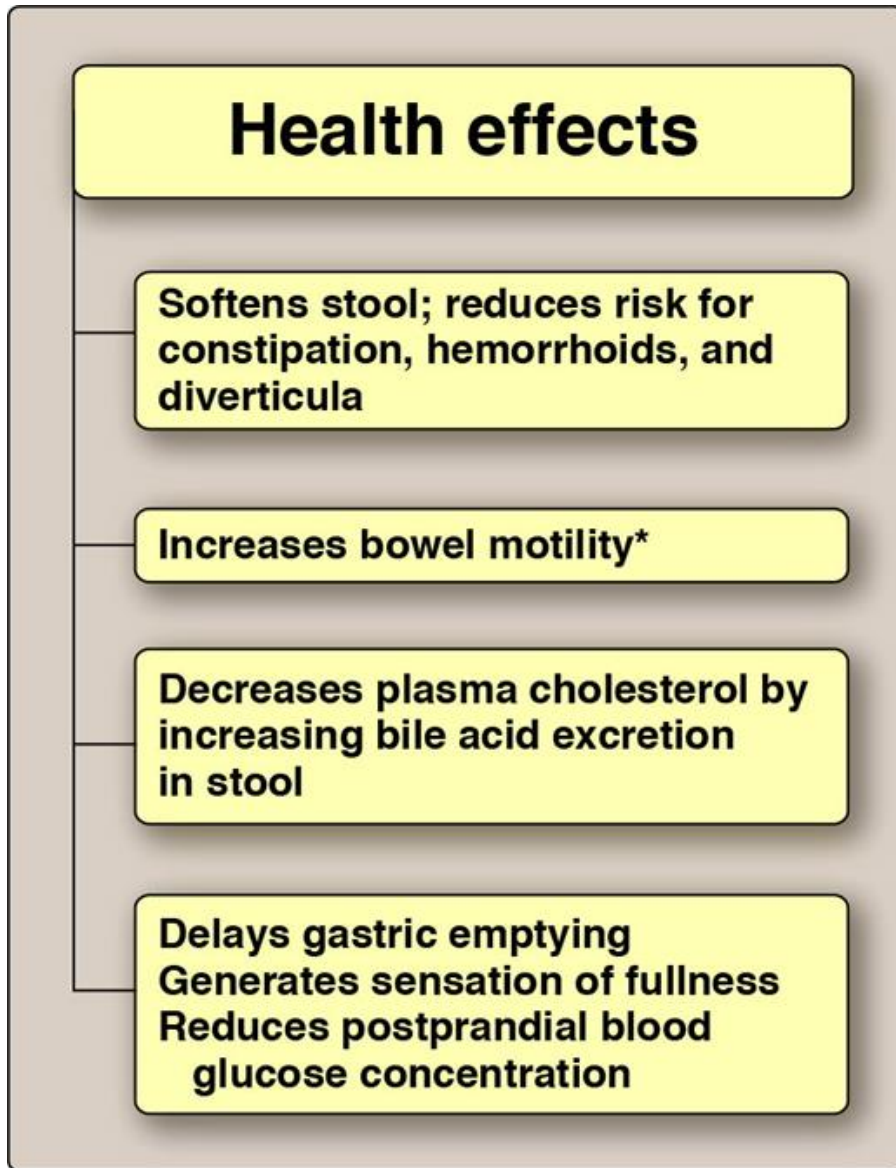 Health effects
Softens stool; reduces risk for
constipation, hemorrhoids, and
diverticula
Increases bowel motility*
Decreases plasma cholesterol by
increasing bile acid excretion
in stool
Delays gastric emptying
Generates sensation of fullness
Reduces postprandial blood
glucose concentration